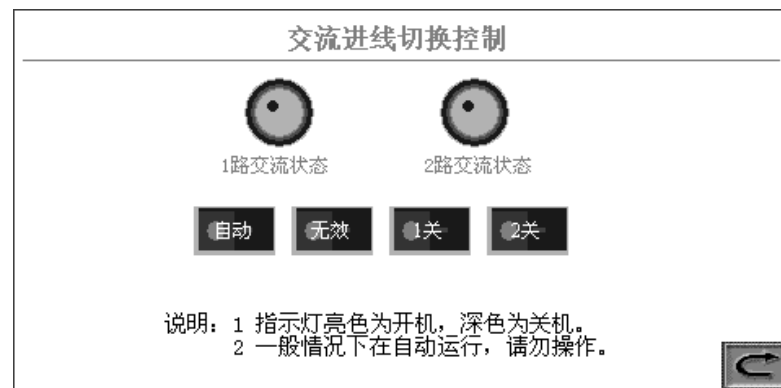 交流进线切换控制
1路交流状态 2路交流状态
自动 无效 1关 2关
说明：1 指示灯亮色为开机，深色为关机。
2 一般情况下在自动运行，请勿操作。